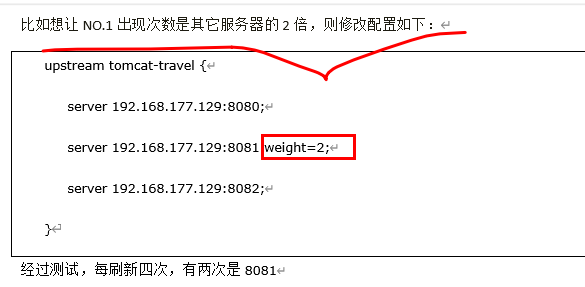 比如想让 NO.1 出现次数是其它服务器的 2 倍，则修改配置如下：↵
upstream tomcat-travel {↵
server 192.168.177.129:8080;↵
server 192.168.177.129:8081 weight=2;↵
server 192.168.177.129:8082;↵
}↵
经过测试，每刷新四次，有两次是 8081↵